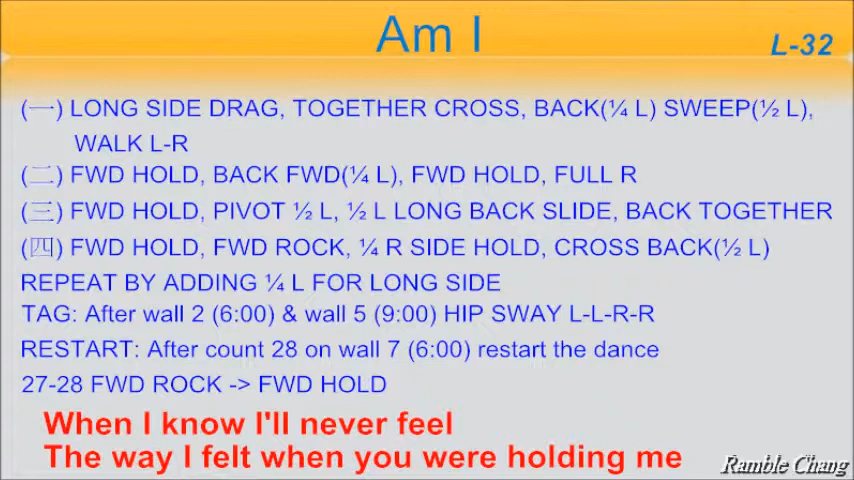 Am I
L-32
(一) LONG SIDE DRAG, TOGETHER CROSS, BACK(¼ L) SWEEP(½ L),
WALK L-R
(二) FWD HOLD, BACK FWD(¼ L), FWD HOLD, FULL R
(三) FWD HOLD, PIVOT ½ L, ½ L LONG BACK SLIDE, BACK TOGETHER
(四) FWD HOLD, FWD ROCK, ¼ R SIDE HOLD, CROSS BACK(½ L)
REPEAT BY ADDING ¼ L FOR LONG SIDE
TAG: After wall 2 (6:00) & wall 5 (9:00) HIP SWAY L-L-R-R
RESTART: After count 28 on wall 7 (6:00) restart the dance
27-28 FWD ROCK -> FWD HOLD
When I know I'll never feel
The way I felt when you were holding me
Ramble Chang